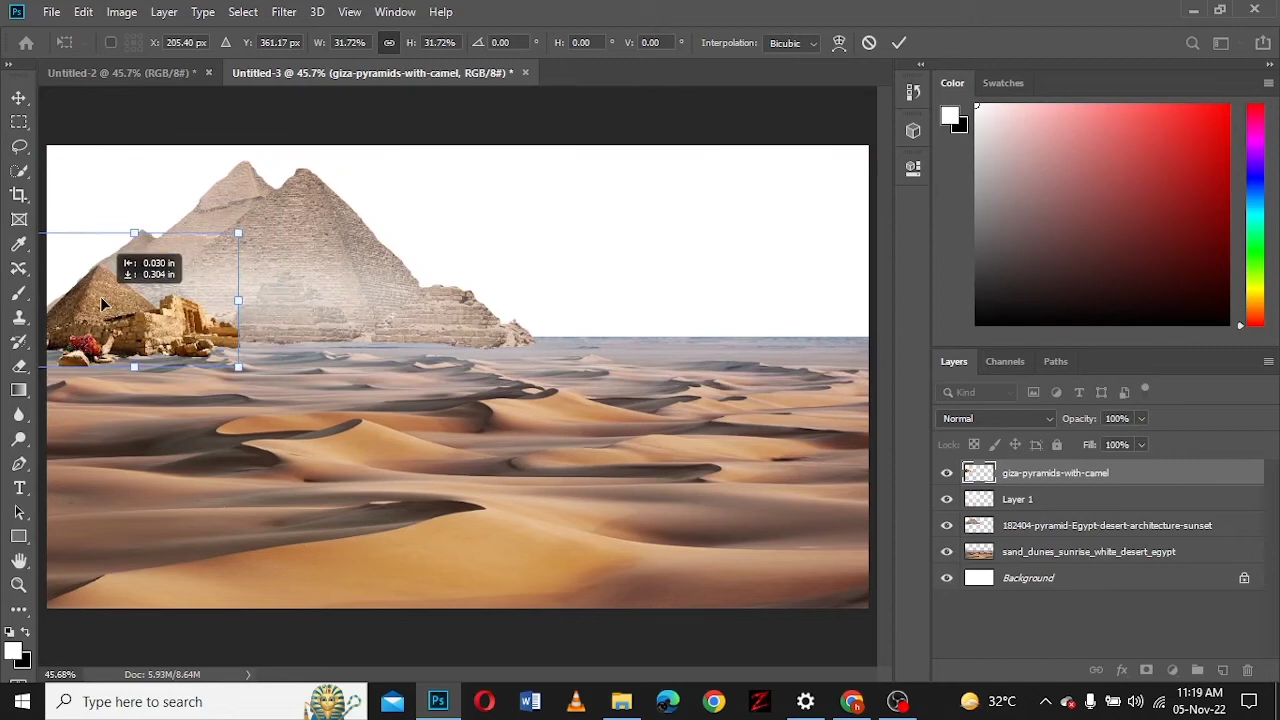 Ps File Edit Image Layer Type Select Filter 3D View Window Help
X: 205.40 px Y: 361.17 px W: 31.72% H: 31.72% 0.00 ° H: 0.00 ° V: 0.00 ° Interpolation: Bicubic
Untitled-2 @ 45.7% (RGB/8#) * × Untitled-3 @ 45.7% (giza-pyramids-with-camel, RGB/8#) * ×
Color Swatches
: 0.030 in
: 0.304 in
Layers Channels Paths
Kind
Normal Opacity: 100%
Lock: Fill: 100%
giza-pyramids-with-camel
Layer 1
182404-pyramid-Egypt-desert-architecture-sunset
sand_dunes_sunrise_white_desert_egypt
Background
45.68% Doc: 5.93M/8.64M
Type here to search
Ps
32°C
11:19 AM
05-Nov-22